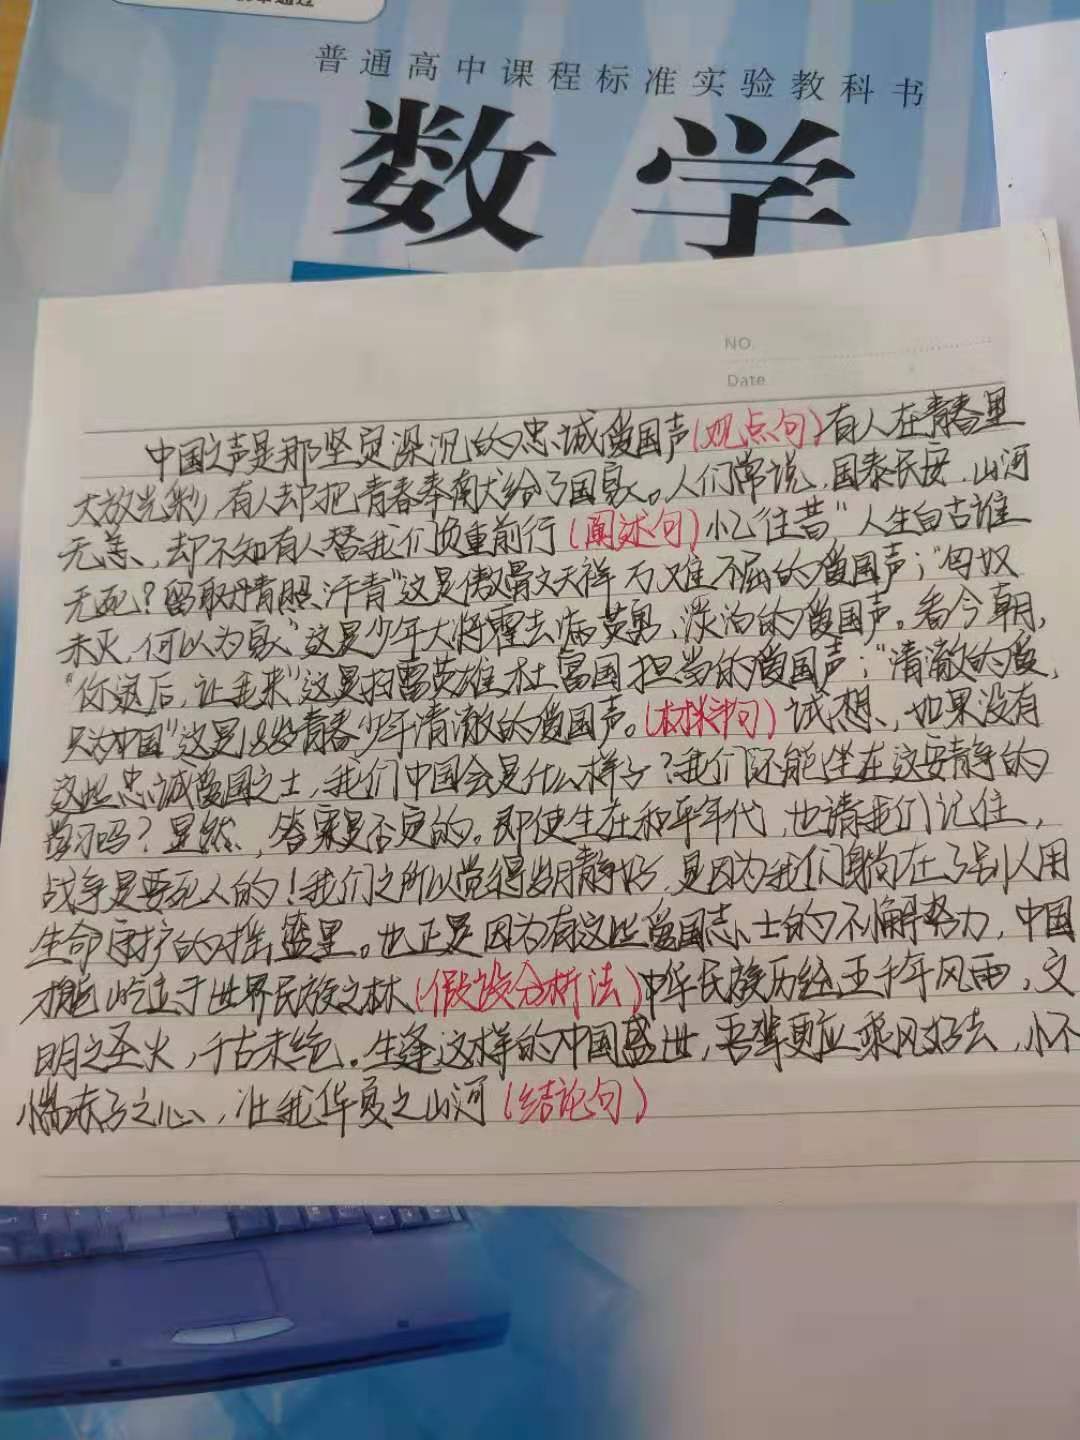 普通高中课程标准实验教科书
数学
NO.
Date
中国之声是那坚定深沉的忠诚爱国声(观点句)有人在青春里
大放光彩,有人却把青春奉献给了国家。人们常说,国泰民安,山河
无恙,却不知有人替我们负重前行(阐述句)忆往昔"人生自古谁
无死?留取丹青照汗青"这是傲骨文天祥万难不屈的爱国声;"匈奴
未灭,何以为家"这是少年大将霍去病英勇、淡泊的爱国声。看今朝,
"你退后,让我来"这是扫雷英雄杜富国担当的爱国声;"清澈的爱,
只为中国"这是18岁青春少年清澈的爱国声。(材料句)试想,如果没有
这些忠诚爱国之士,我们中国会是什么样子?我们还能坐在这安静的
学习吗?显然,答案是否定的。即使生在和平年代,也请我们记住,
战争是要死人的!我们之所以觉得岁月静好,是因为我们躺在了别人用
生命守护的摇篮里。也正是因为有这些爱国志士的不懈努力,中国
才能屹立于世界民族之林(假设分析法)中华民族历经五千年风雨,文
明之圣火,千古未绝。生逢这样的中国盛世,吾辈更应乘风好去,怀
揣赤子之心,壮我华夏之山河(结论句)